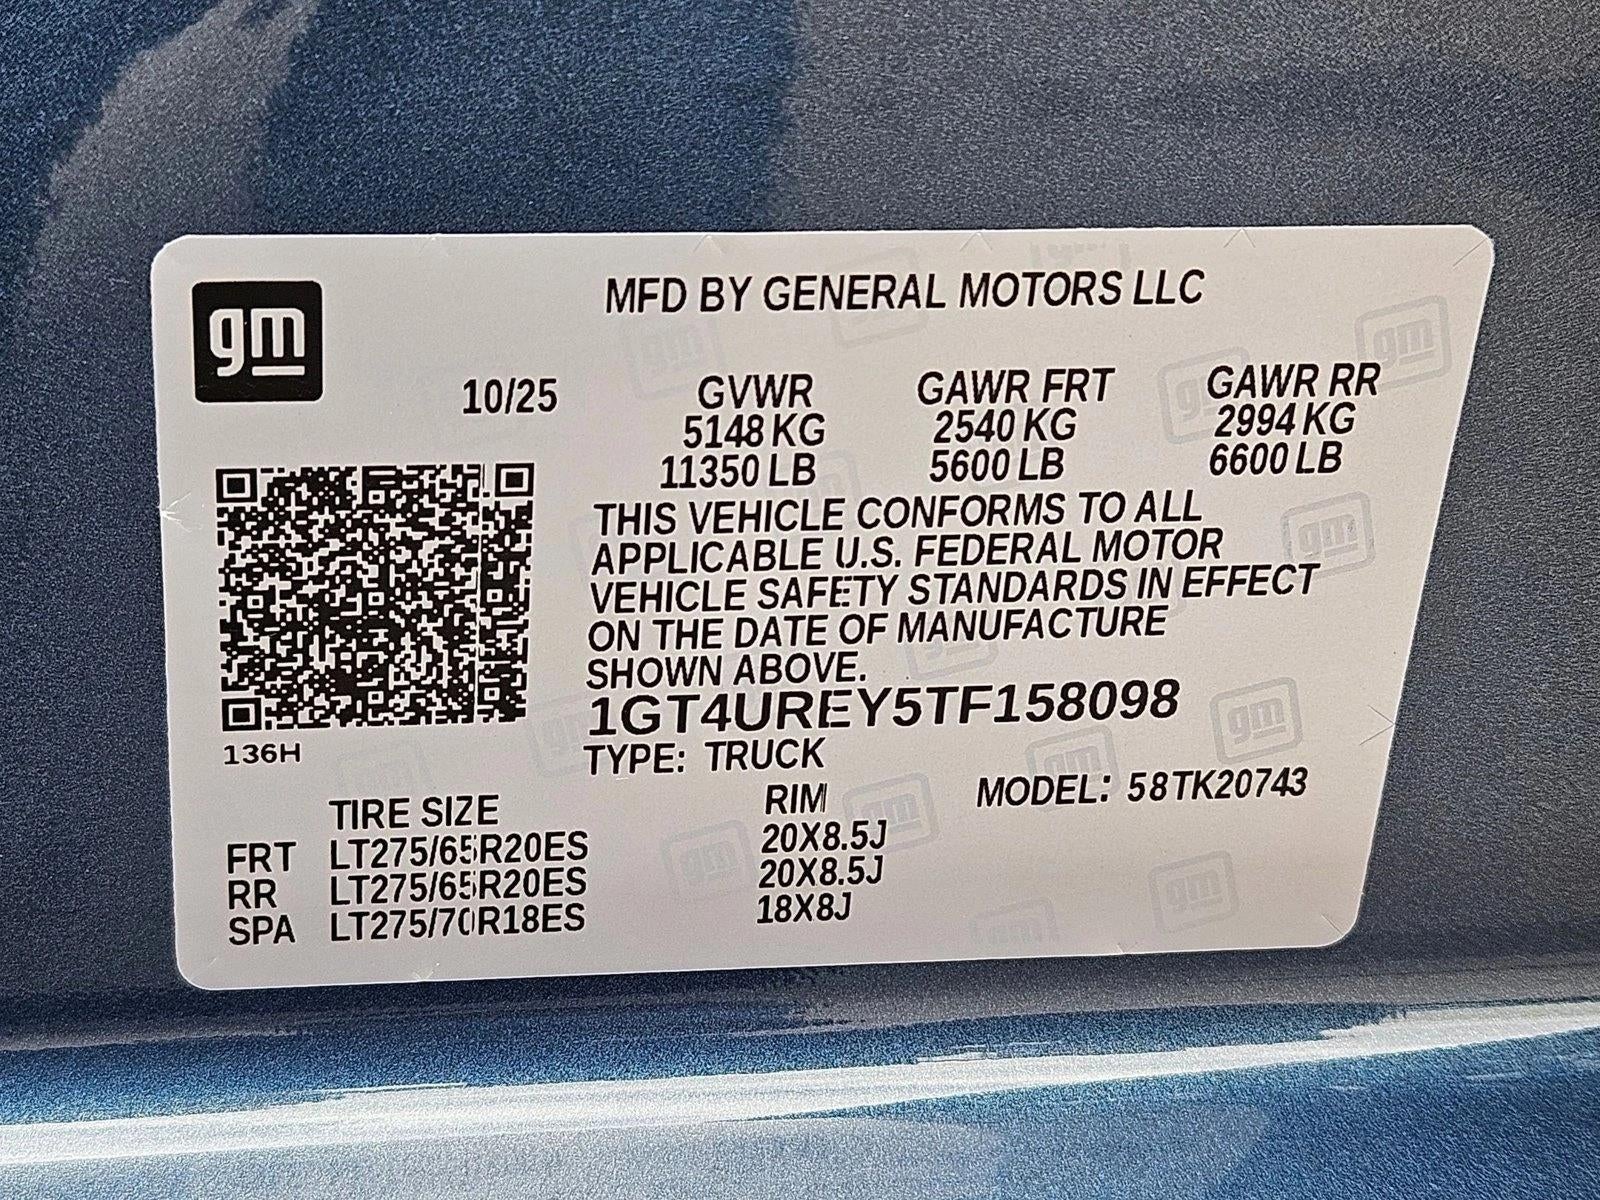 gm
MFD BY GENERAL MOTORS LLC
10/25 GVWR GAWR FRT GAWR RR
5148 KG 2540 KG 2994 KG
11350 LB 5600 LB 6600 LB
THIS VEHICLE CONFORMS TO ALL
APPLICABLE U.S. FEDERAL MOTOR
VEHICLE SAFETY STANDARDS IN EFFECT
ON THE DATE OF MANUFACTURE
SHOWN ABOVE.
1GT4UREY5TF158098
136H
TYPE: TRUCK
TIRE SIZE RIM MODEL: 58TK20743
FRT LT275/65R20ES 20X8.5J
RR LT275/65R20ES 20X8.5J
SPA LT275/70R18ES 18X8J